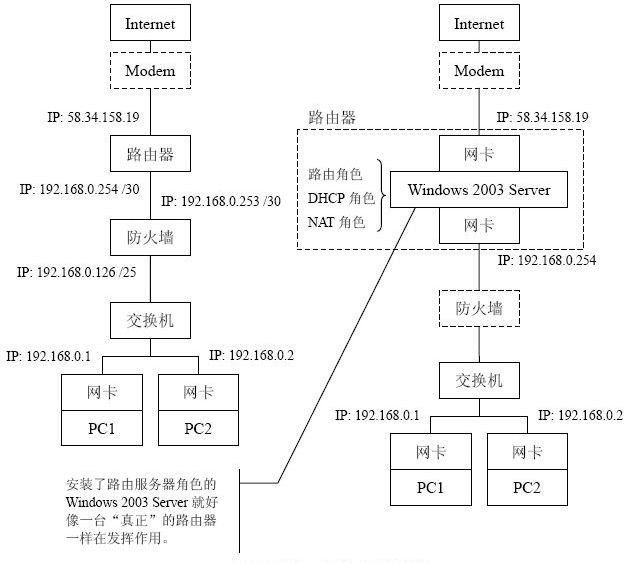 Internet
Modem
IP: 58.34.158.19
路由器
IP: 192.168.0.254 /30
IP: 192.168.0.253 /30
防火墙
IP: 192.168.0.126 /25
交换机
IP: 192.168.0.1
IP: 192.168.0.2
网卡
网卡
PC1
PC2
安装了路由服务器角色的
Windows 2003 Server 就好
像一台“真正”的路由器
一样在发挥作用。
Internet
Modem
IP: 58.34.158.19
路由器
网卡
路由角色
DHCP 角色
NAT 角色
Windows 2003 Server
网卡
IP: 192.168.0.254
防火墙
交换机
IP: 192.168.0.1
IP: 192.168.0.2
网卡
网卡
PC1
PC2